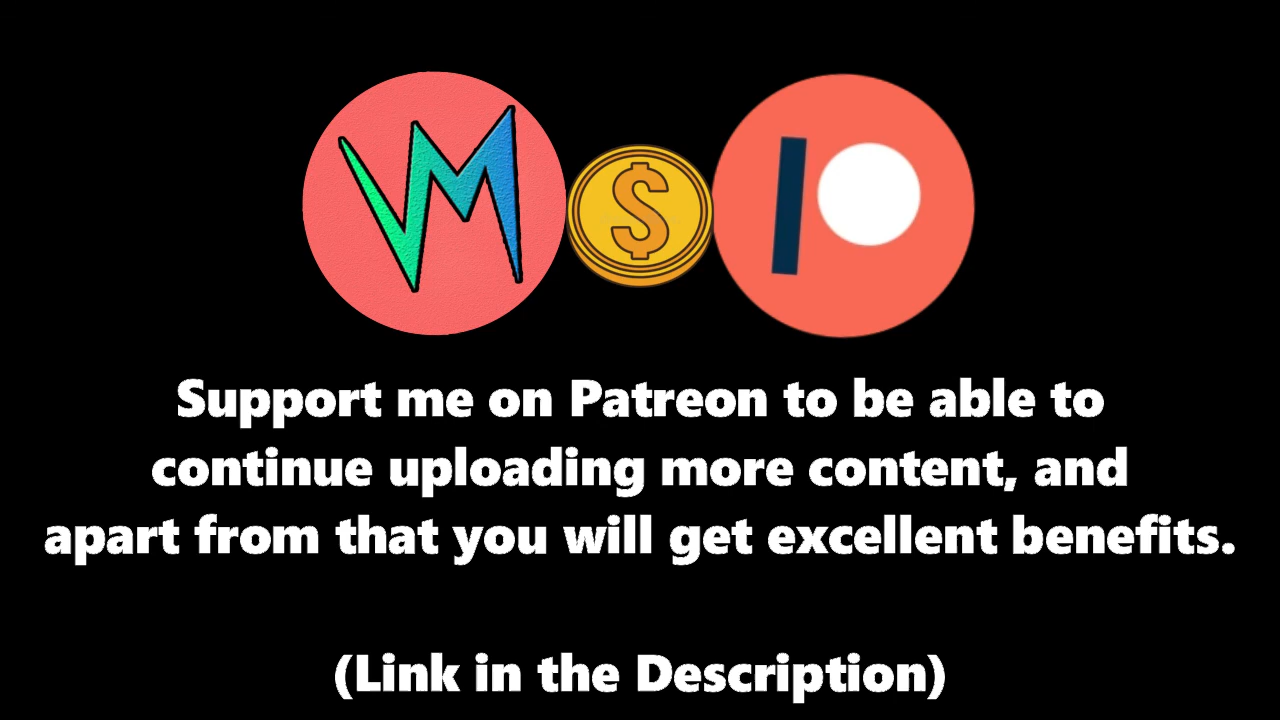 VM
$
Support me on Patreon to be able to
continue uploading more content, and
apart from that you will get excellent benefits.
(Link in the Description)